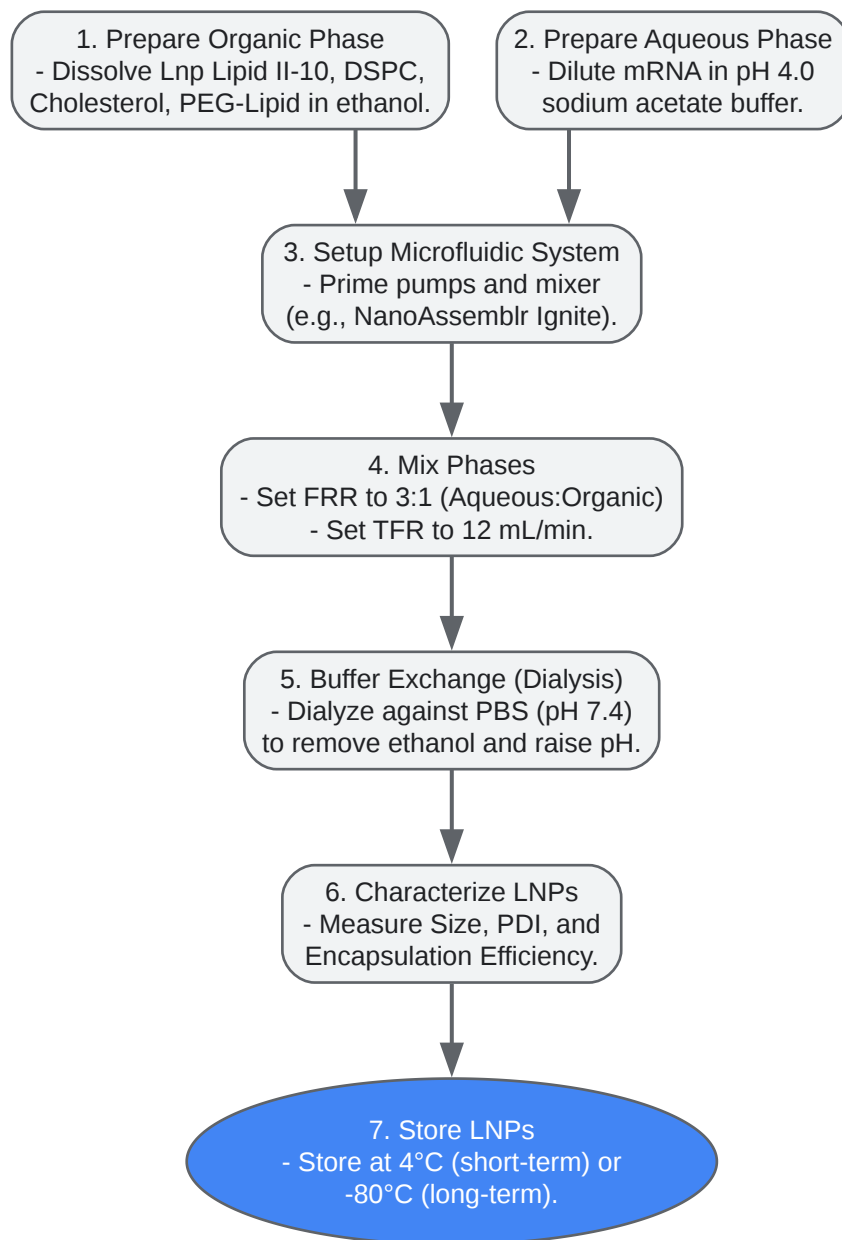 1. Prepare Organic Phase
- Dissolve Lnp Lipid II-10, DSPC,
Cholesterol, PEG-Lipid in ethanol.
2. Prepare Aqueous Phase
- Dilute mRNA in pH 4.0
sodium acetate buffer.
3. Setup Microfluidic System
- Prime pumps and mixer
(e.g., NanoAssemblr Ignite).
4. Mix Phases
- Set FRR to 3:1 (Aqueous:Organic)
- Set TFR to 12 mL/min.
5. Buffer Exchange (Dialysis)
- Dialyze against PBS (pH 7.4)
to remove ethanol and raise pH.
6. Characterize LNPs
- Measure Size, PDI, and
Encapsulation Efficiency.
7. Store LNPs
- Store at 4°C (short-term) or
-80°C (long-term).